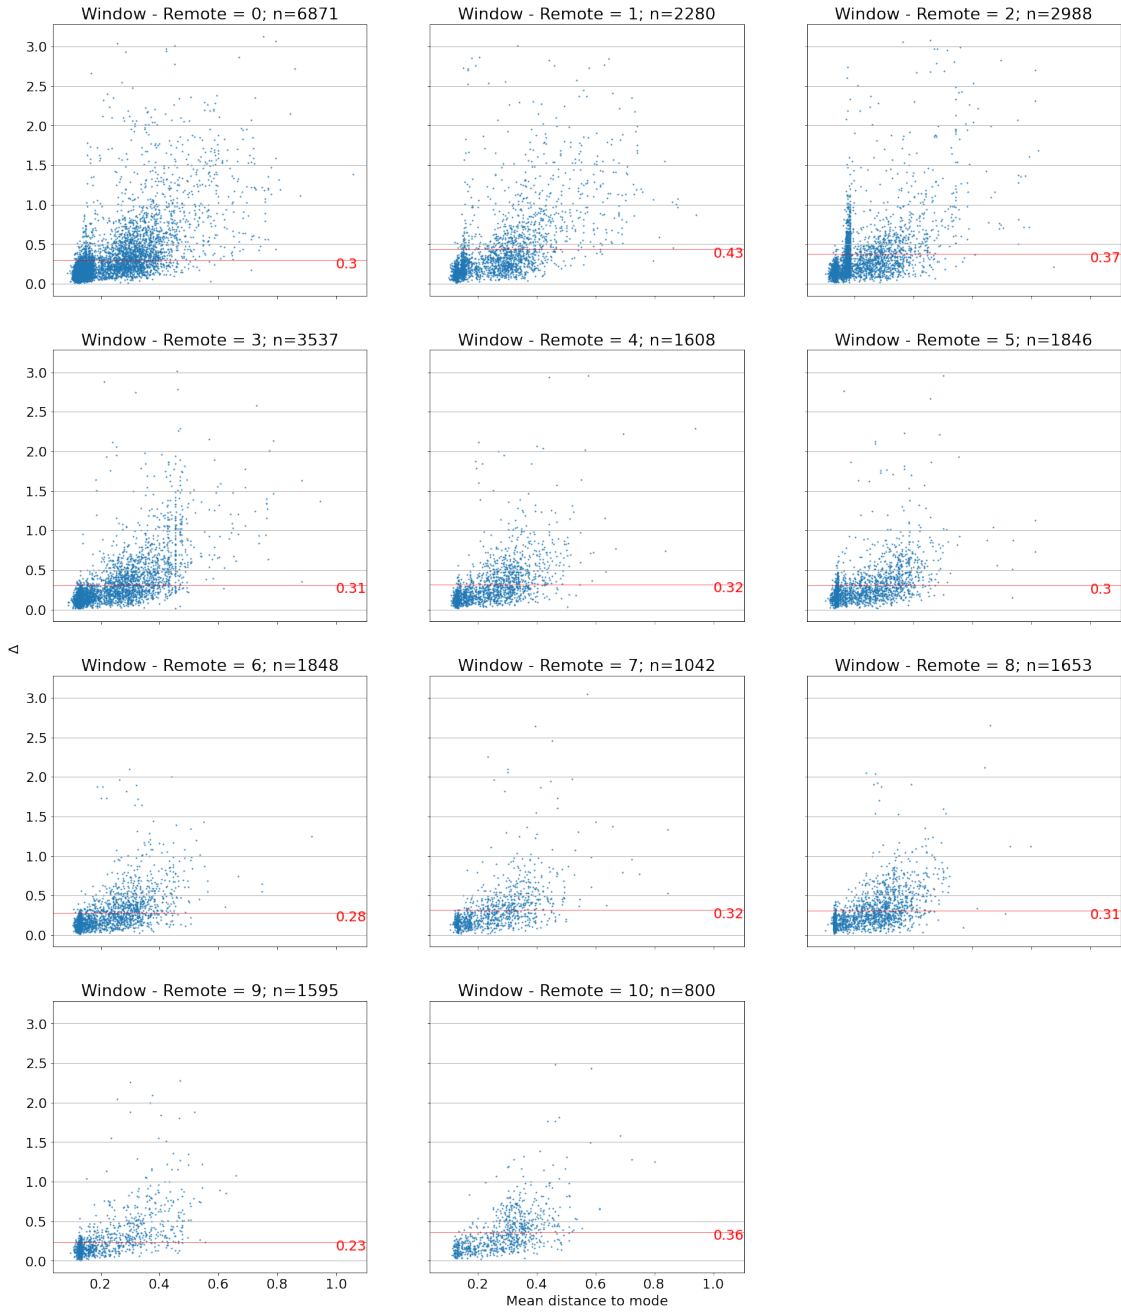 Window - Remote = 0; n=6871
Window - Remote = 1; n=2280
Window - Remote = 2; n=2988
3.0
2.5
2.0
1.5
1.0
0.5
0.0
0.3
0.43
0.37
Window - Remote = 3; n=3537
Window - Remote = 4; n=1608
Window - Remote = 5; n=1846
3.0
2.5
2.0
1.5
1.0
0.5
0.0
0.31
0.32
0.3
Δ
Window - Remote = 6; n=1848
Window - Remote = 7; n=1042
Window - Remote = 8; n=1653
3.0
2.5
2.0
1.5
1.0
0.5
0.0
0.28
0.32
0.31
Window - Remote = 9; n=1595
Window - Remote = 10; n=800
3.0
2.5
2.0
1.5
1.0
0.5
0.0
0.23
0.36
0.2 0.4 0.6 0.8 1.0
0.2 0.4 0.6 0.8 1.0
Mean distance to mode